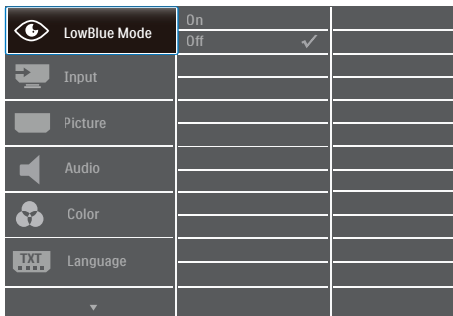 LowBlue Mode
On
Off
Input
Picture
Audio
Color
TXT
Language